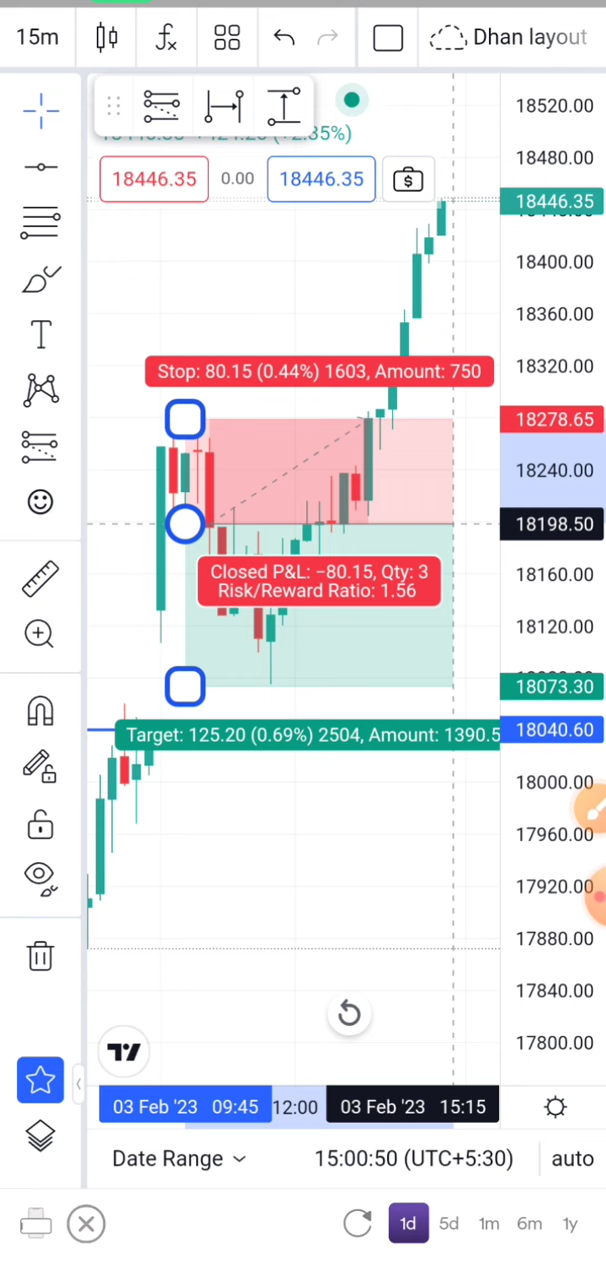 15m
Dhan layout
18446.35
0.00
18446.35
18520.00
18480.00
18446.35
18400.00
18360.00
18320.00
Stop: 80.15 (0.44%) 1603, Amount: 750
18278.65
18240.00
18198.50
Closed P&L: −80.15, Qty: 3
Risk/Reward Ratio: 1.56
18160.00
18120.00
18073.30
Target: 125.20 (0.69%) 2504, Amount: 1390.5
18040.60
18000.00
17960.00
17920.00
17880.00
17840.00
17800.00
03 Feb '23 09:45
12:00
03 Feb '23 15:15
Date Range
15:00:50 (UTC+5:30)
auto
1d
5d
1m
6m
1y